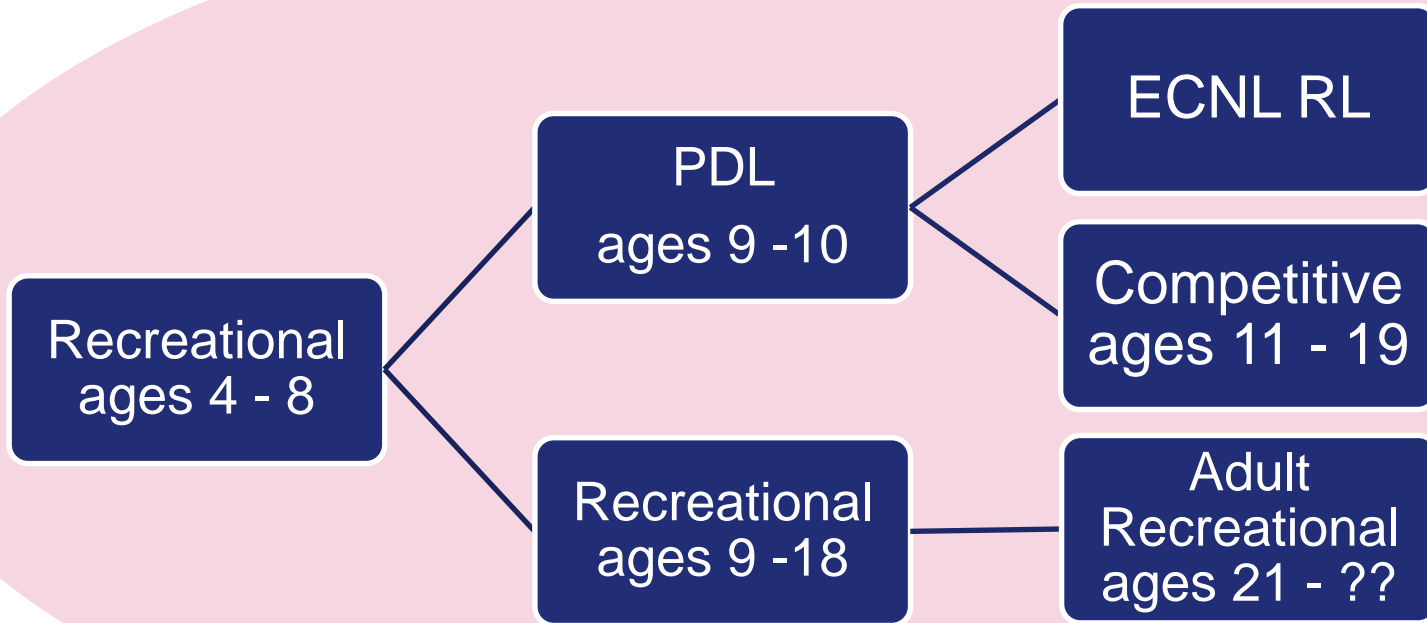 Recreational
ages 4 - 8
PDL
ages 9 -10
Recreational
ages 9 -18
ECNL RL
Competitive
ages 11 - 19
Adult
Recreational
ages 21 - ??